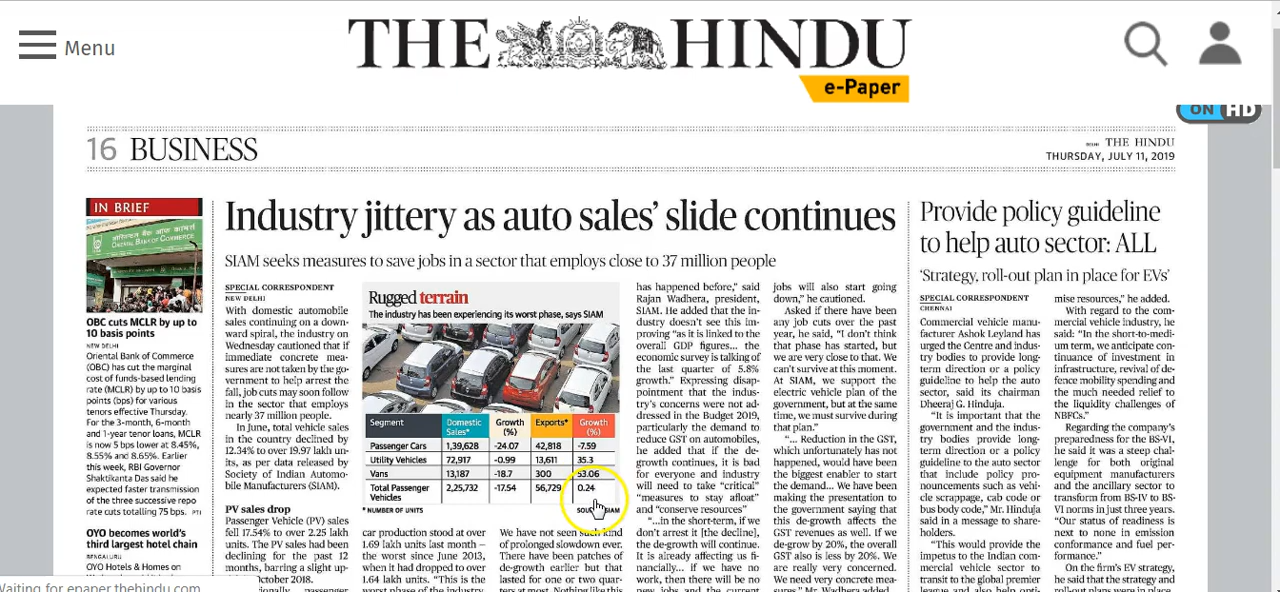 Menu
THE HINDU
e-Paper
ON HD
16 BUSINESS
THE HINDU
THURSDAY, JULY 11, 2019
IN BRIEF
OBC cuts MCLR by up to
10 basis points
NEW DELHI
Oriental Bank of Commerce
(OBC) has cut the marginal
cost of funds-based lending
rate (MCLR) by up to 10 basis
points (bps) for various
tenors effective Thursday.
For the 3-month, 6-month
and 1-year tenor loans, MCLR
is now 5 bps lower at 8.45%,
8.55% and 8.65%. Earlier
this week, RBI Governor
Shaktikanta Das said he
expected faster transmission
of the three successive repo
rate cuts totalling 75 bps. PTI
OYO becomes world's
third largest hotel chain
BENGALURU
OYO Hotels & Homes on
Industry jittery as auto sales' slide continues
SIAM seeks measures to save jobs in a sector that employs close to 37 million people
SPECIAL CORRESPONDENT
NEW DELHI
With domestic automobile
sales continuing on a down-
ward spiral, the industry on
Wednesday cautioned that if
immediate concrete mea-
sures are not taken by the go-
vernment to help arrest the
fall, job cuts may soon follow
in the sector that employs
nearly 37 million people.
In June, total vehicle sales
in the country declined by
12.34% to over 19.97 lakh un-
its, as per data released by
Society of Indian Automo-
bile Manufacturers (SIAM).
PV sales drop
Passenger Vehicle (PV) sales
fell 17.54% to over 2.25 lakh
units. The PV sales had been
declining for the past 12
months, barring a slight up-
October 2018.
passenger
Rugged terrain
The industry has been experiencing its worst phase, says SIAM
Segment Domestic Sales* Growth (%) Exports* Growth (%)
Passenger Cars 1,39,628 -24.07 42,818 -7.59
Utility Vehicles 72,917 -0.99 13,611 35.3
Vans 13,187 -18.7 300 53.06
Total Passenger Vehicles 2,25,732 -17.54 56,729 0.24
* NUMBER OF UNITS
SIAM
car production stood at over
1.69 lakh units last month –
the worst since June 2013,
when it had dropped to over
1.64 lakh units. "This is the
worst phase of the industry
We have not seen such kind
of prolonged slowdown ever.
There have been patches of
de-growth earlier but that
lasted for one or two quar-
ters at most. Nothing like this
has happened before," said
Rajan Wadhera, president,
SIAM. He added that the in-
dustry doesn't see this im-
proving "as it is linked to the
overall GDP figures... the
economic survey is talking of
the last quarter of 5.8%
growth." Expressing disap-
pointment that the indus-
try's concerns were not ad-
dressed in the Budget 2019,
particularly the demand to
reduce GST on automobiles,
he added that if the de-
growth continues, it is bad
for everyone and industry
will need to take "critical"
"measures to stay afloat"
and "conserve resources"
"...in the short-term, if we
don't arrest it [the decline],
the de-growth will continue.
It is already affecting us fi-
nancially... if we have no
work, then there will be no
new jobs and the current
jobs will also start going
down," he cautioned.
Asked if there have been
any job cuts over the past
year, he said, "I don't think
that phase has started, but
we are very close to that. We
can't survive at this moment.
At SIAM, we support the
electric vehicle plan of the
government, but at the same
time, we must survive during
that plan."
"... Reduction in the GST,
which unfortunately has not
happened, would have been
the biggest enabler to start
the demand... We have been
making the presentation to
the government saying that
this de-growth affects the
GST revenues as well. If we
de-grow by 20%, the overall
GST also is less by 20%. We
are really very concerned.
We need very concrete mea-
sures," Mr. Wadhera added.
Provide policy guideline
to help auto sector: ALL
'Strategy, roll-out plan in place for EVs'
SPECIAL CORRESPONDENT
CHENNAI
Commercial vehicle manu-
facturer Ashok Leyland has
urged the Centre and indus-
try bodies to provide long-
term direction or a policy
guideline to help the auto
sector, said its chairman
Dheeraj G. Hinduja.
"It is important that the
government and the indus-
try bodies provide long-
term direction or a policy
guideline to the auto sector
that include policy pro-
nouncements such as vehi-
cle scrappage, cab code or
bus body code," Mr. Hinduja
said in a message to share-
holders.
"This would provide the
impetus to the Indian com-
mercial vehicle sector to
transit to the global premier
league and also help opti-
mise resources," he added.
With regard to the com-
mercial vehicle industry, he
said: "In the short-to-medi-
um term, we anticipate con-
tinuance of investment in
infrastructure, revival of de-
fence mobility spending and
the much needed relief to
the liquidity challenges of
NBFCs."
Regarding the company's
preparedness for the BS-VI,
he said it was a steep chal-
lenge for both original
equipment manufacturers
and the ancillary sector to
transform from BS-IV to BS-
VI norms in just three years.
"Our status of readiness is
next to none in emission
conformance and fuel per-
formance."
On the firm's EV strategy,
he said that the strategy and
roll-out plans were in place.
Waiting for epaper.thehindu.com